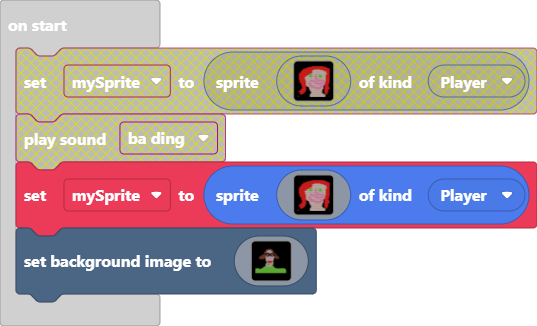 on start
set mySprite to sprite of kind Player
play sound ba ding
set mySprite to sprite of kind Player
set background image to